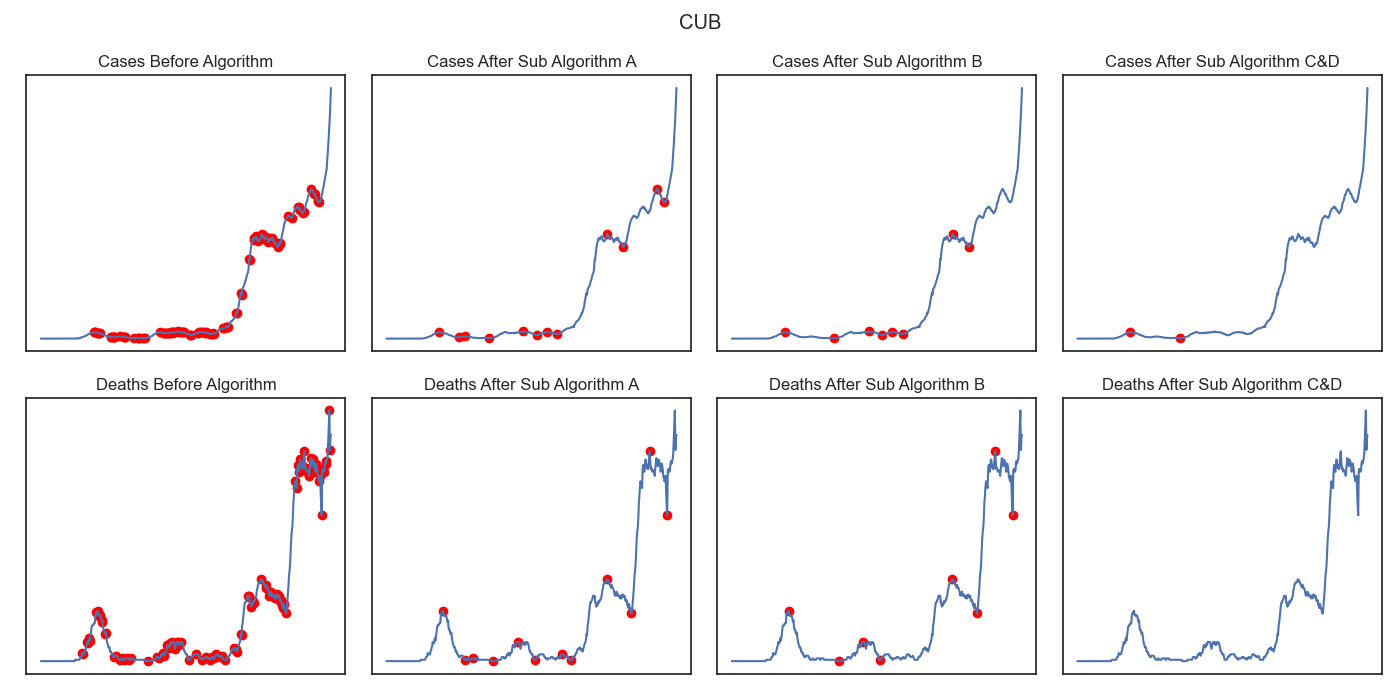 CUB
Cases Before Algorithm
Cases After Sub Algorithm A
Cases After Sub Algorithm B
Cases After Sub Algorithm C&D
Deaths Before Algorithm
Deaths After Sub Algorithm A
Deaths After Sub Algorithm B
Deaths After Sub Algorithm C&D